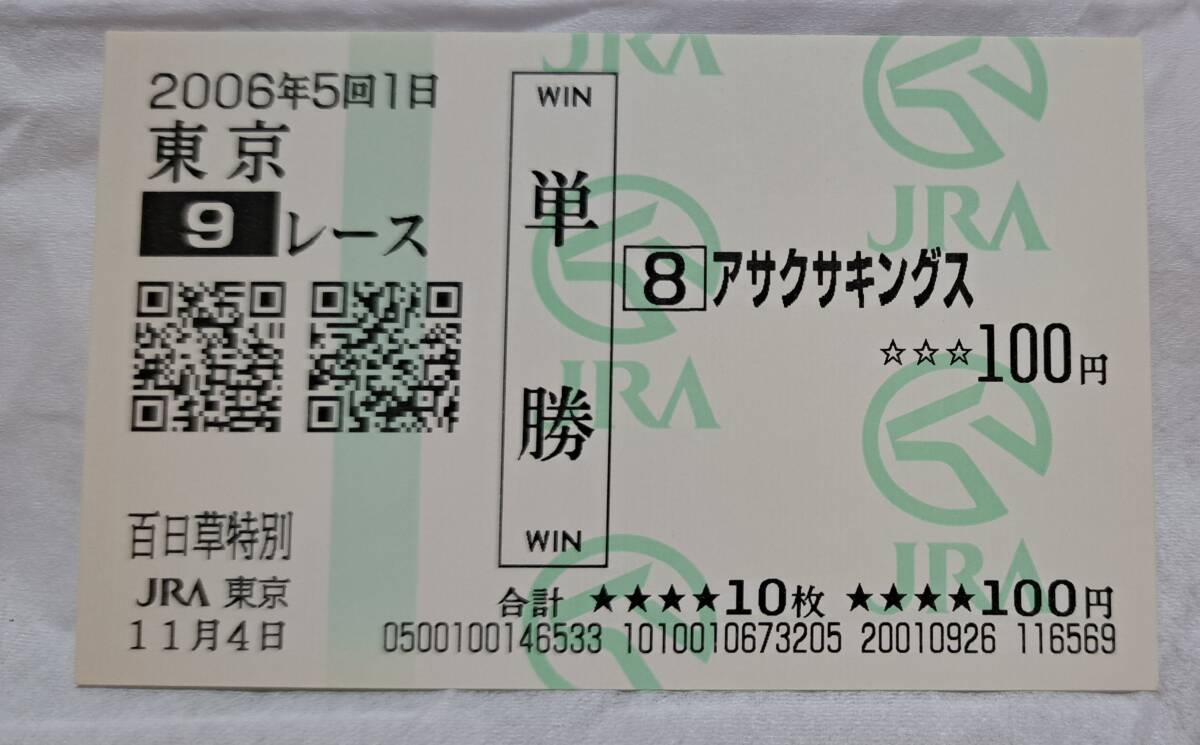 2006年5回1日
東京
9レース
百日草特別
JRA 東京
11月4日
WIN
単勝
WIN
8 アサクサキングス
☆☆☆100円
合計 ★★★★10枚 ★★★★100円
0500100146533 1010010673205 20010926 116569
JRA
JRA
JRA
JRA
JRA